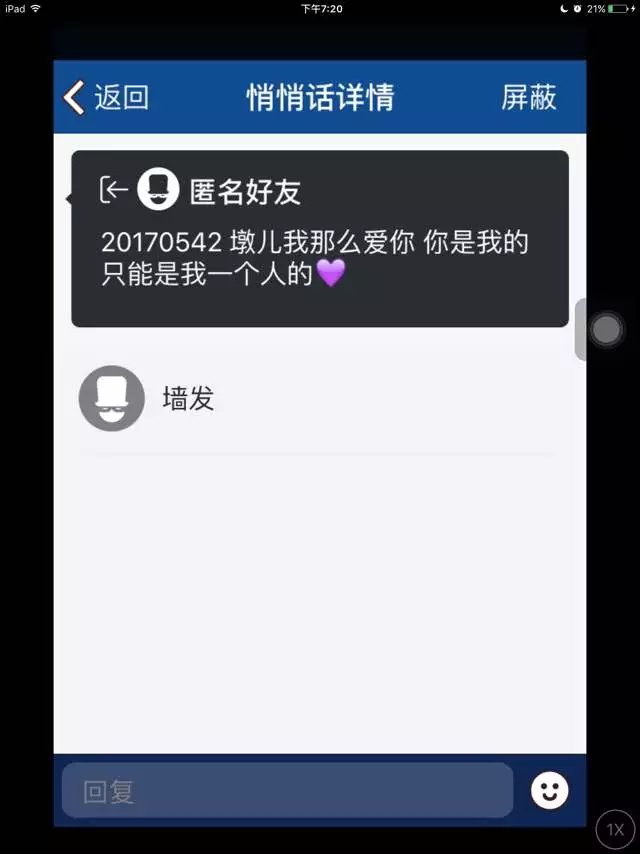 iPad 下午7:20 21%
返回 悄悄话详情 屏蔽
匿名好友
20170542 墩儿我那么爱你 你是我的
只能是我一个人的💜
墙发
回复
1X